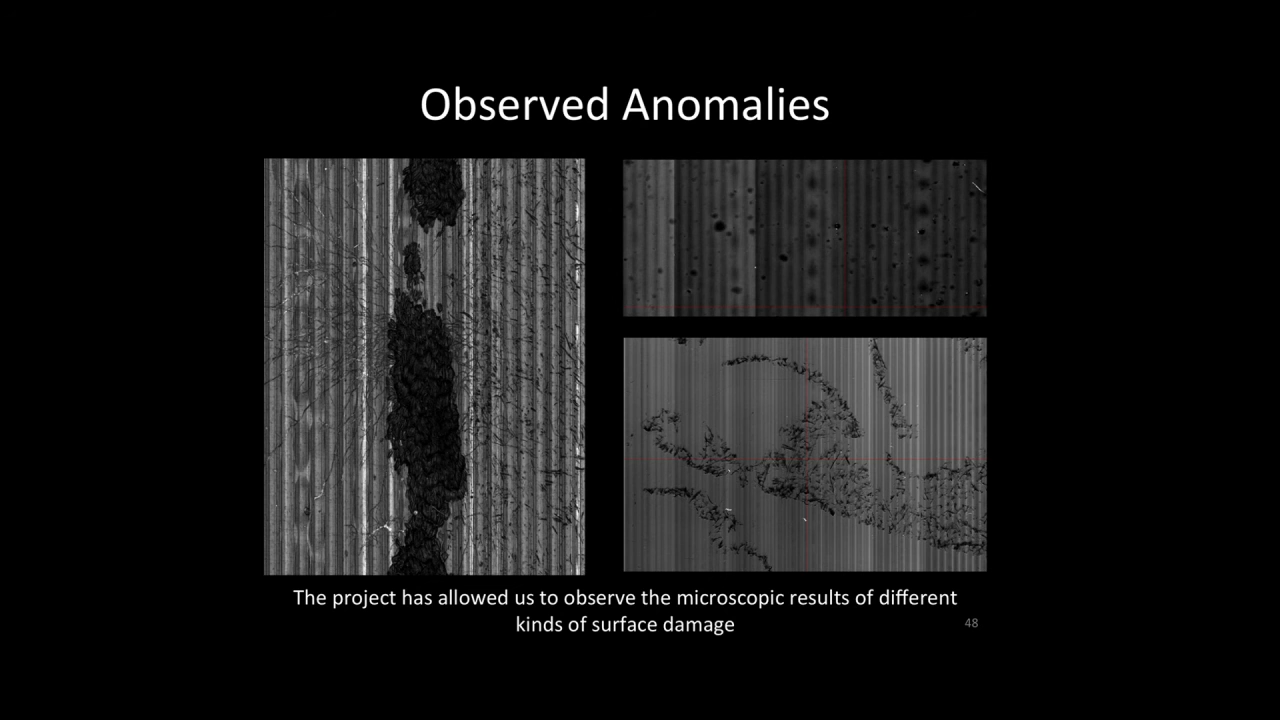 Observed Anomalies
The project has allowed us to observe the microscopic results of different
kinds of surface damage
48